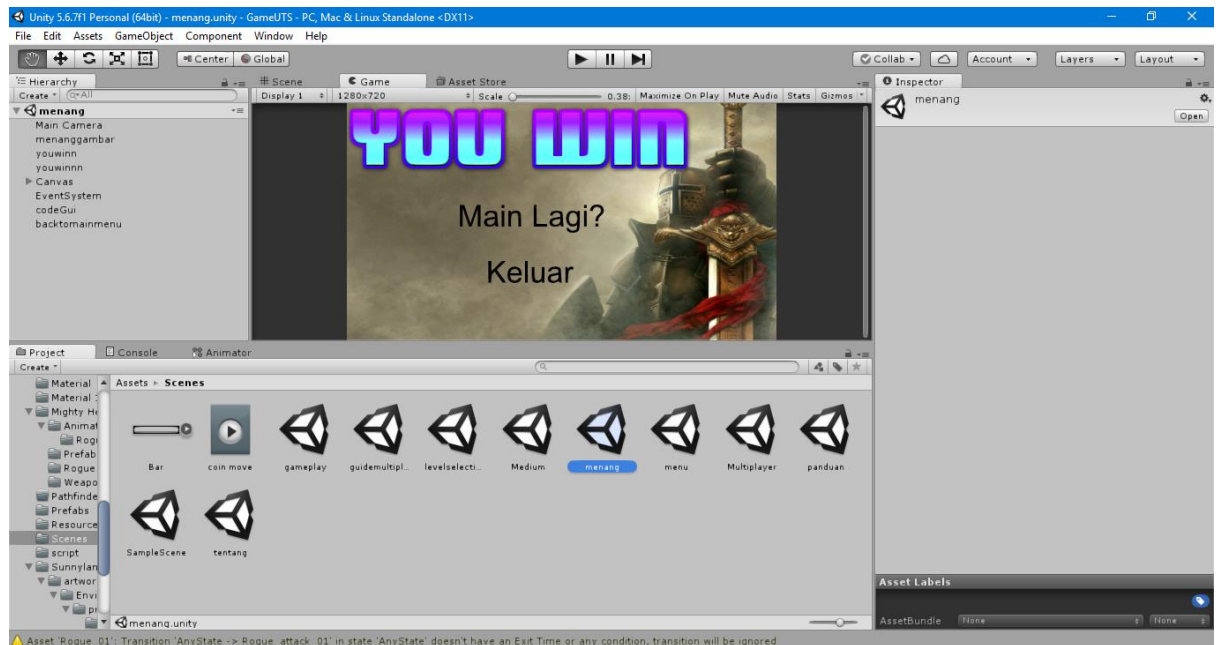 Unity 5.6.7f1 Personal (64bit) - menang.unity - GameUTS - PC, Mac & Linux Standalone <DX11>
File Edit Assets GameObject Component Window Help
Center Global
Collab Account Layers Layout
Hierarchy
Create All
menang
Main Camera
menanggambar
youwinn
youwinnn
Canvas
EventSystem
codeGui
backtomainmenu
Scene Game Asset Store
Display 1 1280x720 Scale 0.38: Maximize On Play Mute Audio Stats Gizmos
YOU WIN
Main Lagi?
Keluar
Inspector
menang
Open
Project Console Animator
Create
Material
Material
Mighty He
Animat
Rog
Prefab
Rogue
Weapo
Pathfinde
Prefabs
Resource
Scenes
script
Sunnylan
artwor
Envi
Assets Scenes
Bar coin move gameplay guidemultipl... levelselecti... Medium menang menu Multiplayer panduan
SampleScene tentang
menang.unity
Asset Labels
AssetBundle None None
Asset 'Rogue_01': Transition 'AnyState -> Rogue_attack_01' in state 'AnyState' doesn't have an Exit Time or any condition, transition will be ignored